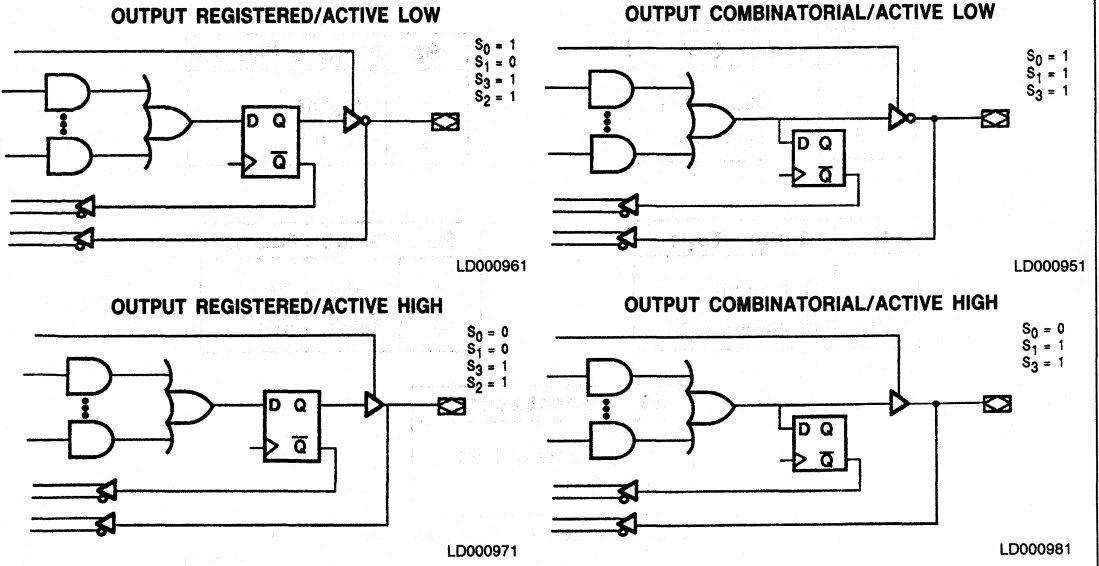 OUTPUT REGISTERED/ACTIVE LOW
S0 = 1
S1 = 0
S3 = 1
S2 = 1
D Q
Q̅
LD000961
OUTPUT COMBINATORIAL/ACTIVE LOW
S0 = 1
S1 = 1
S3 = 1
D Q
Q̅
LD000951
OUTPUT REGISTERED/ACTIVE HIGH
S0 = 0
S1 = 0
S3 = 1
S2 = 1
D Q
Q̅
LD000971
OUTPUT COMBINATORIAL/ACTIVE HIGH
S0 = 0
S1 = 1
S3 = 1
D Q
Q̅
LD000981